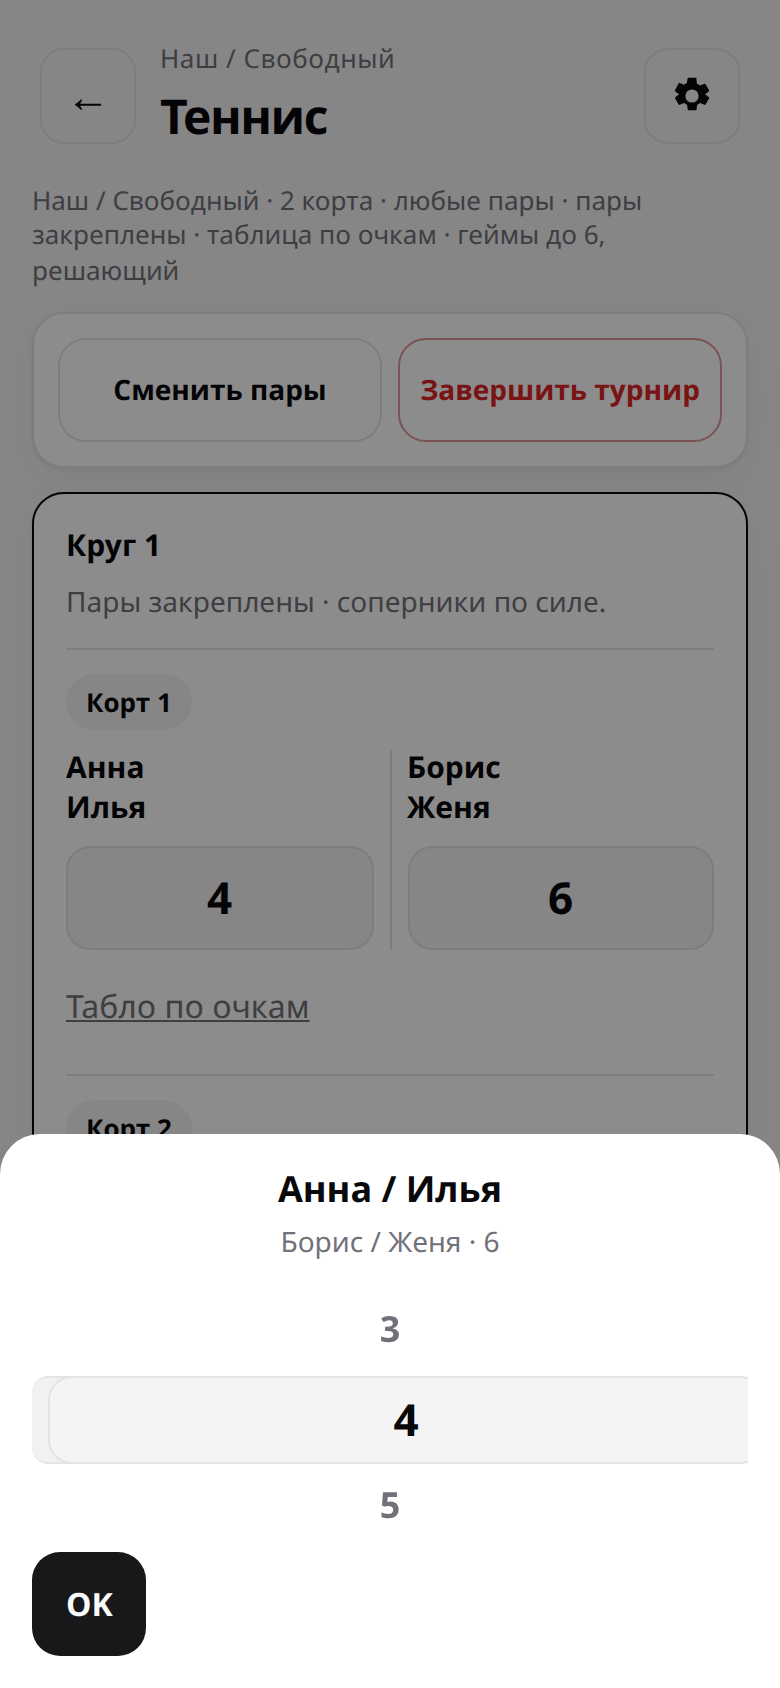 ←
Наш / Свободный
Теннис
Наш / Свободный · 2 корта · любые пары · пары
закреплены · таблица по очкам · геймы до 6,
решающий
Сменить пары
Завершить турнир
Круг 1
Пары закреплены · соперники по силе.
Корт 1
Анна
Илья
Борис
Женя
4
6
Табло по очкам
Корт 2
Анна / Илья
Борис / Женя · 6
3
4
5
OK